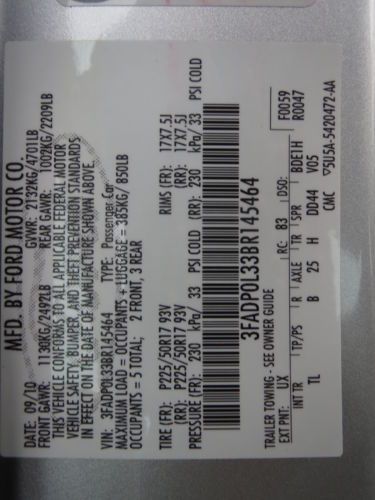 MFD. BY FORD MOTOR CO.
DATE: 09/10 GVWR: 2132KG/4701LB
FRONT GAWR: 1130KG/2492LB REAR GAWR: 1002KG/2209LB
THIS VEHICLE CONFORMS TO ALL APPLICABLE FEDERAL MOTOR
VEHICLE SAFETY, BUMPER, AND THEFT PREVENTION STANDARDS
IN EFFECT ON THE DATE OF MANUFACTURE SHOWN ABOVE.
VIN: 3FADP0L33BR145464 TYPE: Passenger Car
MAXIMUM LOAD = OCCUPANTS + LUGGAGE = 385KG/850LB
OCCUPANTS = 5 TOTAL; 2 FRONT, 3 REAR
TIRE (FR): P225/50R17 93V RIMS (FR): 17X7.5J
(RR): P225/50R17 93V (RR): 17X7.5J
PRESSURE (FR): 230 kPa/ 33 PSI COLD (RR): 230 kPa/ 33 PSI COLD
3FADP0L33BR145464
TRAILER TOWING - SEE OWNER GUIDE F0059
EXT PNT: UX RC: 83 DSO: R0047
INT TR TP/PS R AXLE TR SPR BDE1H
TL B 25 H DD44 V05
CMC 5U5A-5420472-AA